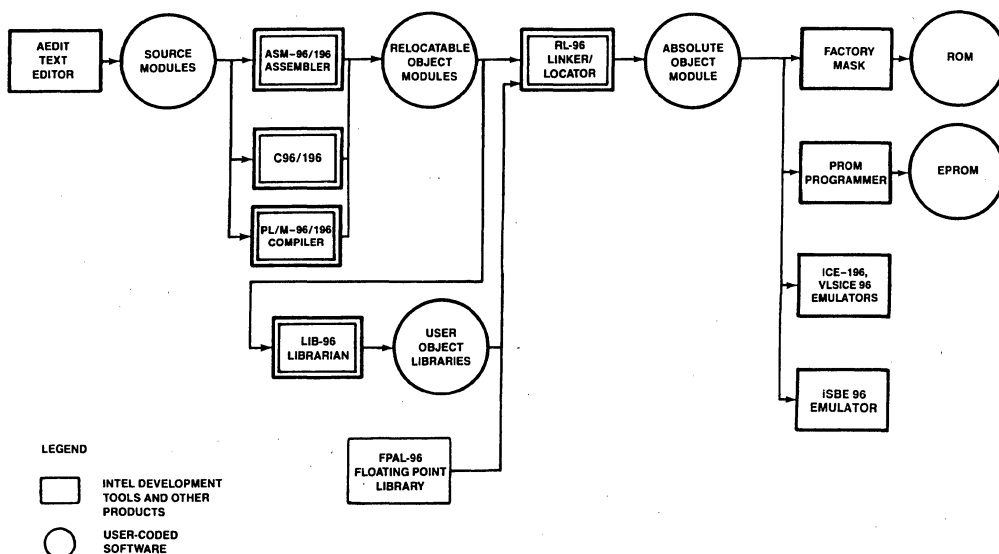 AEDIT
TEXT
EDITOR
SOURCE
MODULES
ASM-96/196
ASSEMBLER
RELOCATABLE
OBJECT
MODULES
RL-96
LINKER/
LOCATOR
ABSOLUTE
OBJECT
MODULE
FACTORY
MASK
ROM
C96/196
PROM
PROGRAMMER
EPROM
PL/M-96/196
COMPILER
ICE-196,
VLSICE 96
EMULATORS
LIB-96
LIBRARIAN
USER
OBJECT
LIBRARIES
iSBE 96
EMULATOR
FPAL-96
FLOATING POINT
LIBRARY
LEGEND
INTEL DEVELOPMENT
TOOLS AND OTHER
PRODUCTS
USER-CODED
SOFTWARE